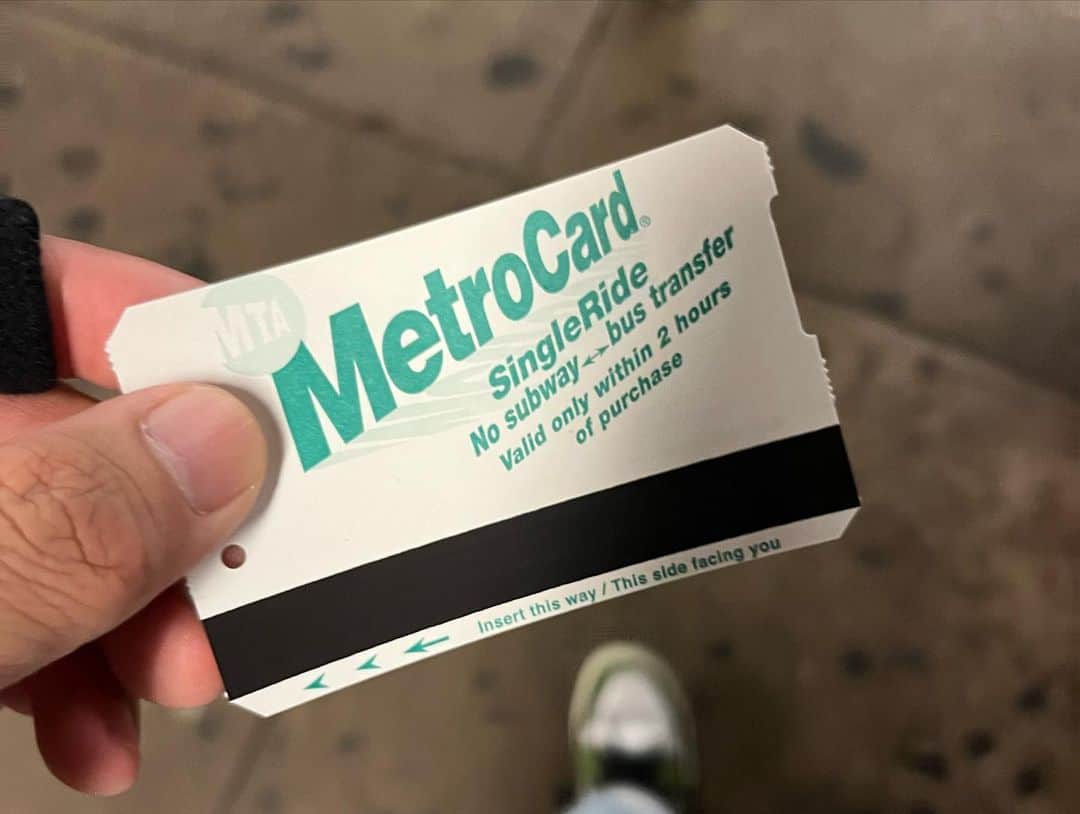 MTA
MetroCard®
SingleRide
No subway↔bus transfer
Valid only within 2 hours
of purchase
Insert this way / This side facing you